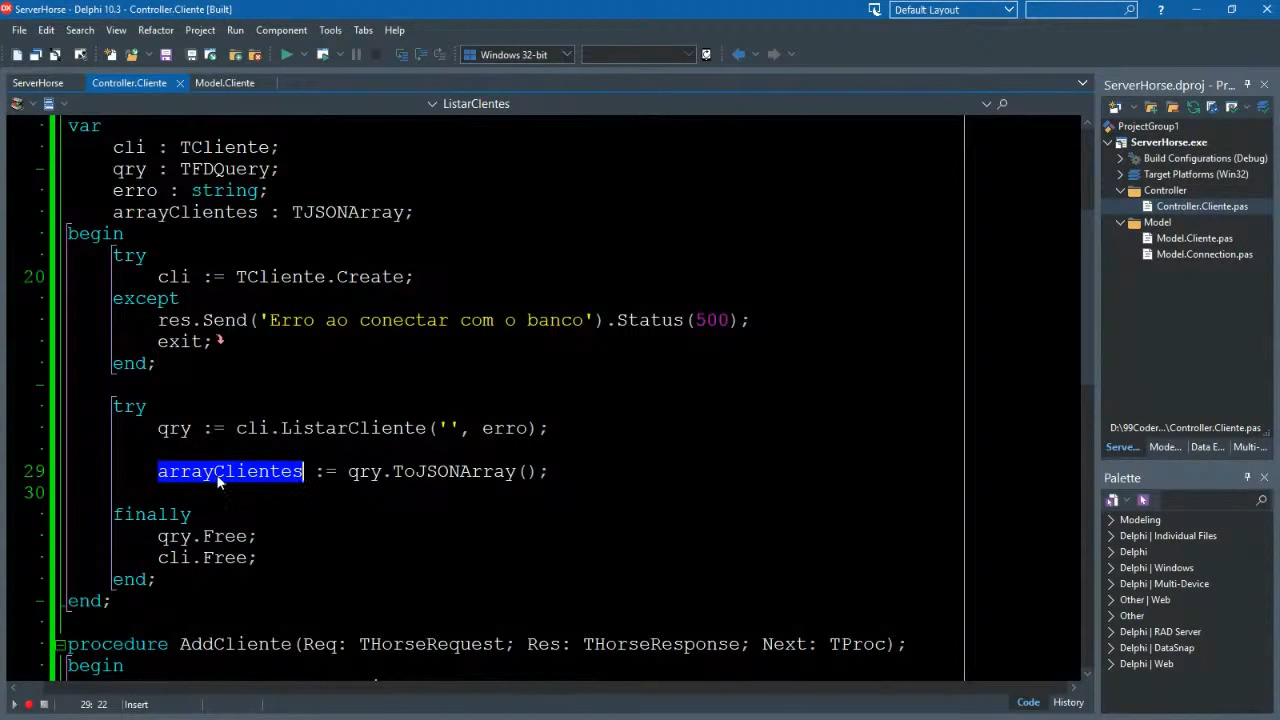 ServerHorse - Delphi 10.3 - Controller.Cliente [Built]
Default Layout
File Edit Search View Refactor Project Run Component Tools Tabs Help
Windows 32-bit
ServerHorse Controller.Cliente Model.Cliente
ListarClentes
var
cli : TCliente;
qry : TFDQuery;
erro : string;
arrayClientes : TJSONArray;
begin
try
20 cli := TCliente.Create;
except
res.Send('Erro ao conectar com o banco').Status(500);
exit;
end;
try
qry := cli.ListarCliente('', erro);
29 arrayClientes := qry.ToJSONArray();
30
finally
qry.Free;
cli.Free;
end;
end;
procedure AddCliente(Req: THorseRequest; Res: THorseResponse; Next: TProc);
begin
29: 22 Insert
Code History
ServerHorse.dproj - Pr...
ProjectGroup1
ServerHorse.exe
Build Configurations (Debug)
Target Platforms (Win32)
Controller
Controller.Cliente.pas
Model
Model.Cliente.pas
Model.Connection.pas
D:\99Coder...\Controller.Cliente.pas
Serve... Mode... Data E... Multi-...
Palette
Modeling
Delphi | Individual Files
Delphi
Delphi | Windows
Delphi | Multi-Device
Other | Web
Other
Delphi | RAD Server
Delphi | DataSnap
Delphi | Web